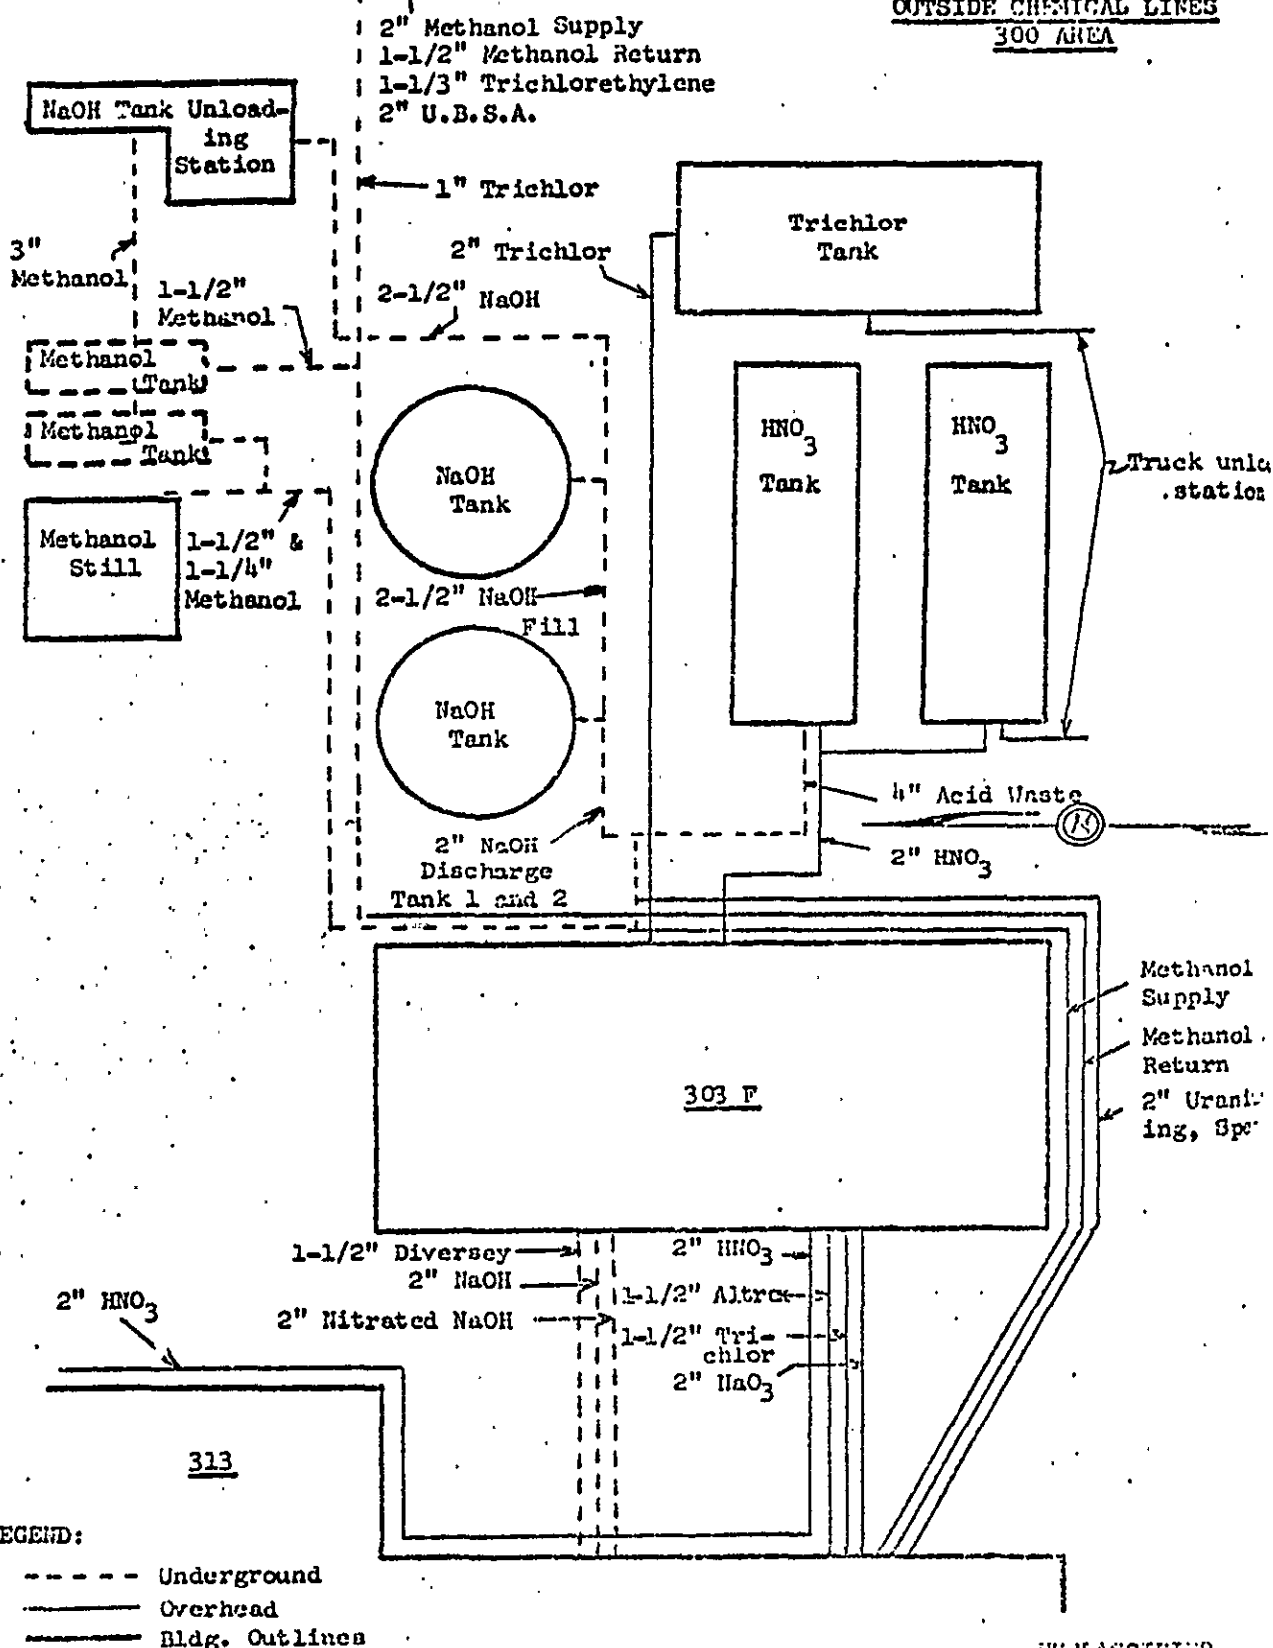 OUTSIDE CHEMICAL LINES
300 AREA
2" Methanol Supply
1-1/2" Methanol Return
1-1/3" Trichlorethylene
2" U.B.S.A.
NaOH Tank Unload-
ing
Station
1" Trichlor
Trichlor
Tank
3"
Methanol
2" Trichlor
1-1/2"
Methanol
2-1/2" NaOH
Methanol
Tank
Methanol
Tank
HNO3
Tank
HNO3
Tank
Truck
station
NaOH
Tank
Methanol
Still
1-1/2" &
1-1/4"
Methanol
2-1/2" NaOH
Fill
NaOH
Tank
4" Acid Waste
2" NaOH
Discharge
Tank 1 and 2
2" HNO3
Methanol
Supply
Methanol
Return
2"
ing,
303 F
1-1/2" Diversey
2" NaOH
2" Nitrated NaOH
2" HNO3
1-1/2"
1-1/2" Tri-
chlor
2" NaO3
2" HNO3
313
EGEND:
Underground
Overhead
Bldg. Outlines